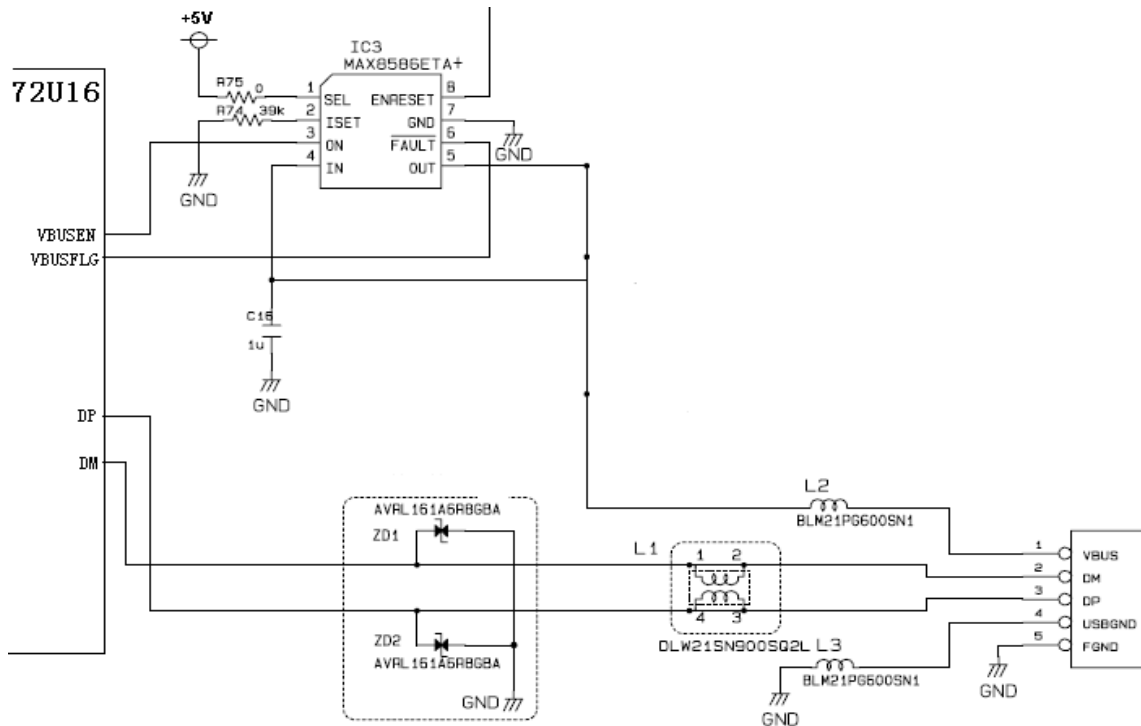 +5V
IC3
MAX8586ETA+
72U16
R75
0
1
SEL
ENRESET
8
R74
39k
2
ISET
GND
7
3
ON
FAULT
6
GND
4
IN
OUT
5
GND
VBUSEN
VBUSFLG
C16
1u
GND
DP
DM
L2
BLM21PG600SN1
AVRL161A6R8GBA
ZD1
L1
1
2
1
VBUS
2
DM
3
DP
4
3
4
USBGND
ZD2
DLW21SN900SQ2L
L3
5
FGND
AVRL161A6R8GBA
BLM21PG600SN1
GND
GND
GND